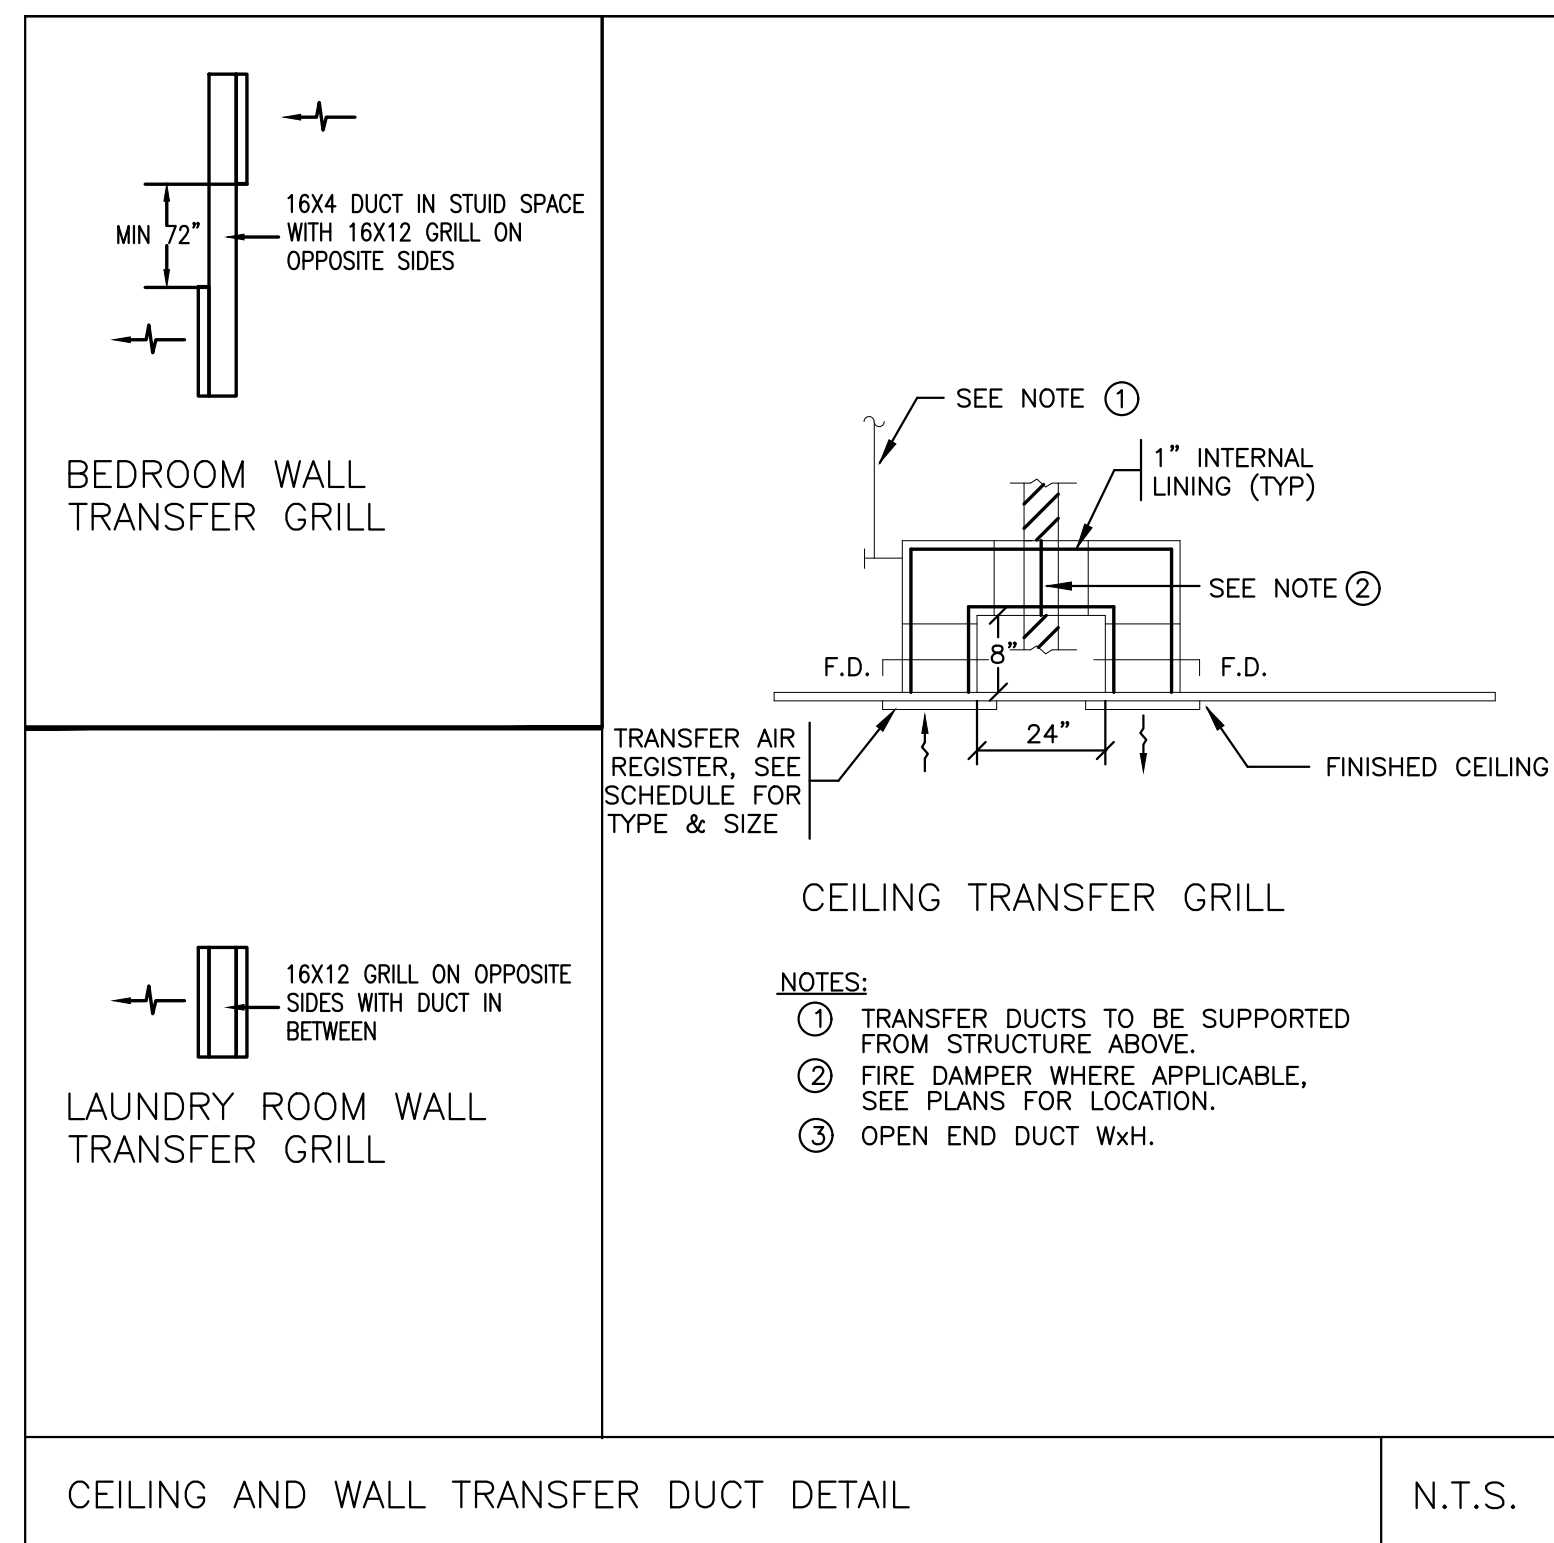 MIN 72"
16X4 DUCT IN STUID SPACE
WITH 16X12 GRILL ON
OPPOSITE SIDES
BEDROOM WALL
TRANSFER GRILL
16X12 GRILL ON OPPOSITE
SIDES WITH DUCT IN
BETWEEN
LAUNDRY ROOM WALL
TRANSFER GRILL
SEE NOTE 1
1" INTERNAL
LINING (TYP)
SEE NOTE 2
8"
F.D.
F.D.
24"
TRANSFER AIR
REGISTER, SEE
SCHEDULE FOR
TYPE & SIZE
FINISHED CEILING
CEILING TRANSFER GRILL
NOTES:
1 TRANSFER DUCTS TO BE SUPPORTED
FROM STRUCTURE ABOVE.
2 FIRE DAMPER WHERE APPLICABLE,
SEE PLANS FOR LOCATION.
3 OPEN END DUCT WxH.
CEILING AND WALL TRANSFER DUCT DETAIL
N.T.S.